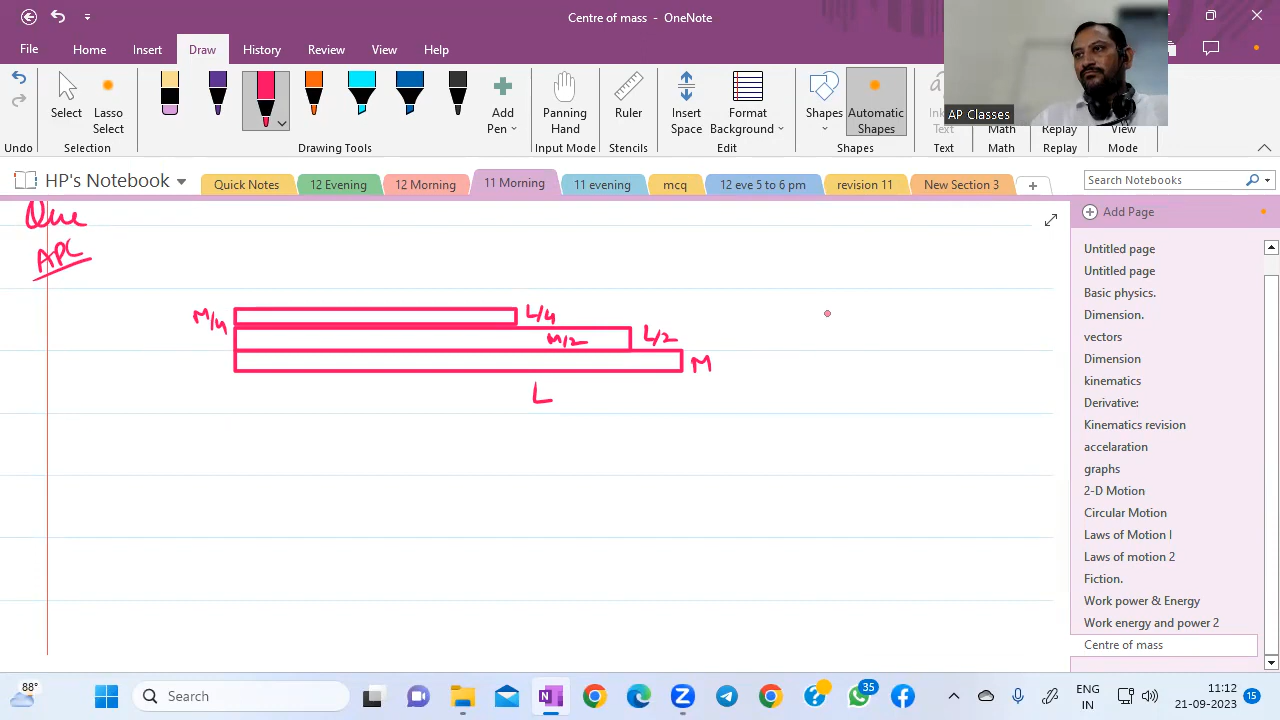 Centre of mass - OneNote
File Home Insert Draw History Review View Help
Select
Lasso Select
Add Pen
Panning Hand
Ruler
Insert Space
Format Background
Shapes
Automatic Shapes
Text
Math
Replay
View
Undo Selection Drawing Tools Input Mode Stencils Edit Shapes Text Math Replay Mode
AP Classes
HP's Notebook
Quick Notes 12 Evening 12 Morning 11 Morning 11 evening mcq 12 eve 5 to 6 pm revision 11 New Section 3
Search Notebooks
Que
APC
M/4 L/4
M/2 L/2
M
L
Add Page
Untitled page
Untitled page
Basic physics.
Dimension.
vectors
Dimension
kinematics
Derivative:
Kinematics revision
accelaration
graphs
2-D Motion
Circular Motion
Laws of Motion I
Laws of motion 2
Fiction.
Work power & Energy
Work energy and power 2
Centre of mass
88°
Search
35
ENG
IN
11:12
21-09-2023
15